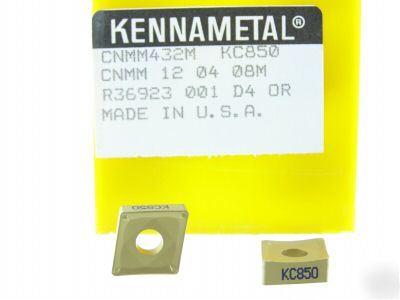 KENNAMETAL®
CNMM432M KC850
CNMM 12 04 08M
R36923 001 D4 OR
MADE IN U.S.A.
KC850
KC850